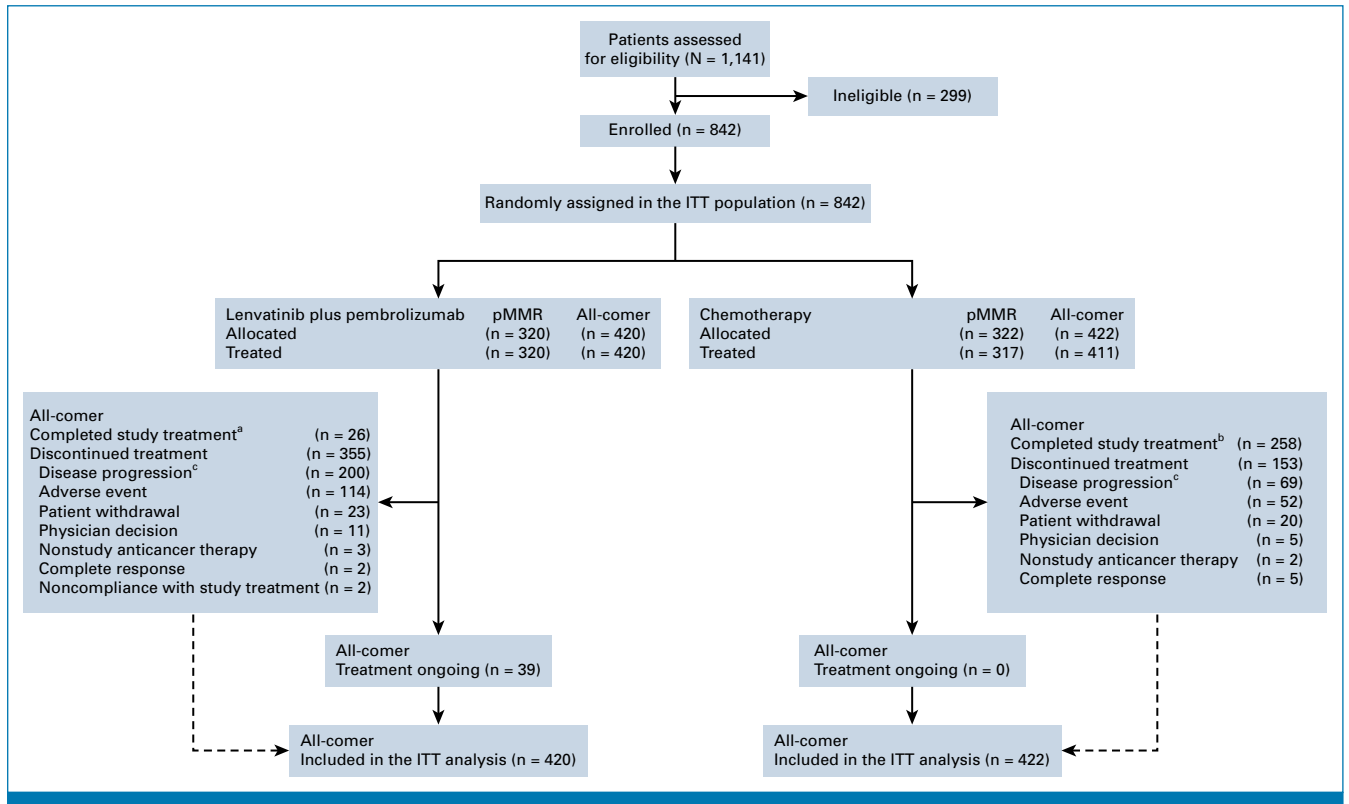 Patients assessed
for eligibility (N = 1,141)
Ineligible (n = 299)
Enrolled (n = 842)
Randomly assigned in the ITT population (n = 842)
Lenvatinib plus pembrolizumab pMMR All-comer
Allocated (n = 320) (n = 420)
Treated (n = 320) (n = 420)
Chemotherapy pMMR All-comer
Allocated (n = 322) (n = 422)
Treated (n = 317) (n = 411)
All-comer
Completed study treatmentᵃ (n = 26)
Discontinued treatment (n = 355)
Disease progressionᶜ (n = 200)
Adverse event (n = 114)
Patient withdrawal (n = 23)
Physician decision (n = 11)
Nonstudy anticancer therapy (n = 3)
Complete response (n = 2)
Noncompliance with study treatment (n = 2)
All-comer
Completed study treatmentᵇ (n = 258)
Discontinued treatment (n = 153)
Disease progressionᶜ (n = 69)
Adverse event (n = 52)
Patient withdrawal (n = 20)
Physician decision (n = 5)
Nonstudy anticancer therapy (n = 2)
Complete response (n = 5)
All-comer
Treatment ongoing (n = 39)
All-comer
Treatment ongoing (n = 0)
All-comer
Included in the ITT analysis (n = 420)
All-comer
Included in the ITT analysis (n = 422)